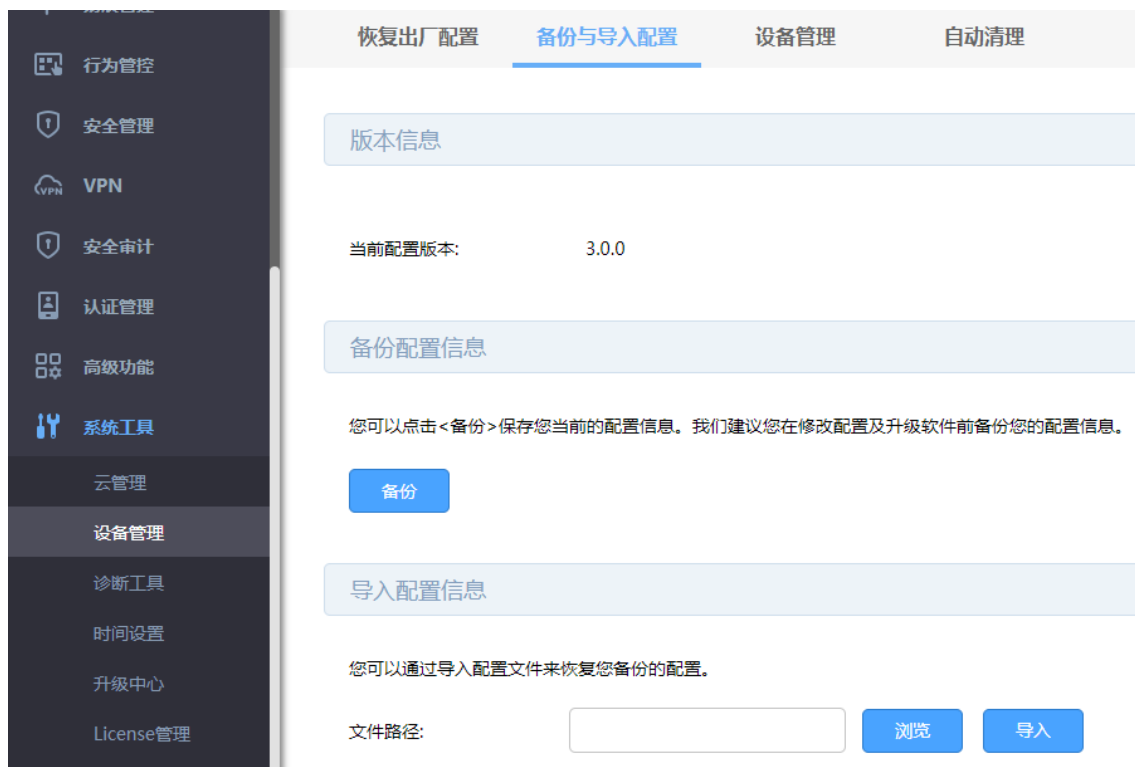 恢复出厂配置
备份与导入配置
设备管理
自动清理
行为管控
安全管理
VPN
VPN
安全审计
认证管理
高级功能
系统工具
云管理
设备管理
诊断工具
时间设置
升级中心
License管理
版本信息
当前配置版本: 3.0.0
备份配置信息
您可以点击<备份>保存您当前的配置信息。我们建议您在修改配置及升级软件前备份您的配置信息。
备份
导入配置信息
您可以通过导入配置文件来恢复您备份的配置。
文件路径: 浏览 导入